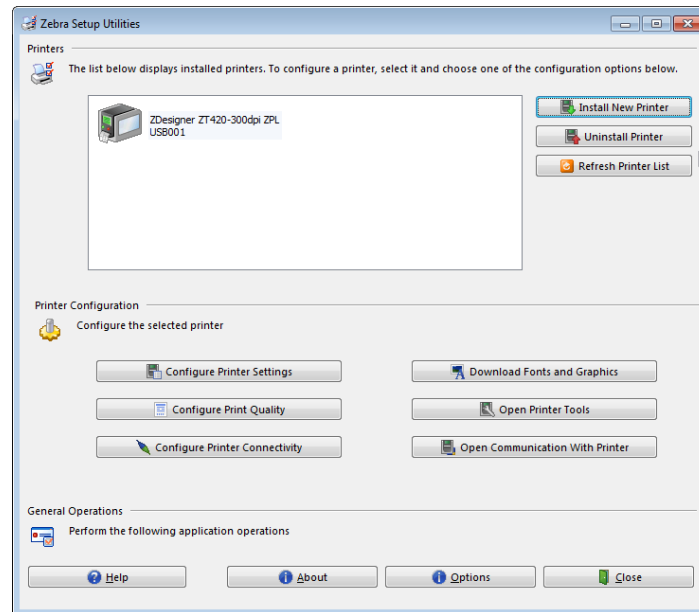 Zebra Setup Utilities
Printers
The list below displays installed printers. To configure a printer, select it and choose one of the configuration options below.
ZDesigner ZT420-300dpi ZPL
USB001
Install New Printer
Uninstall Printer
Refresh Printer List
Printer Configuration
Configure the selected printer
Configure Printer Settings
Download Fonts and Graphics
Configure Print Quality
Open Printer Tools
Configure Printer Connectivity
Open Communication With Printer
General Operations
Perform the following application operations
Help
About
Options
Close